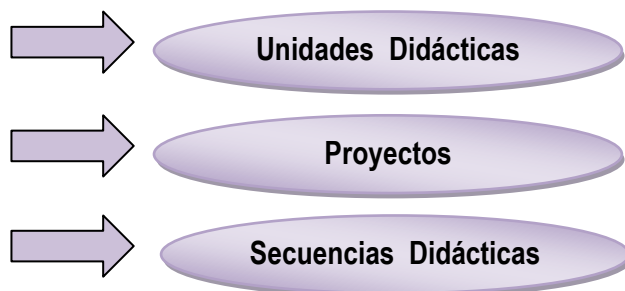 Unidades Didácticas
Proyectos
Secuencias Didácticas